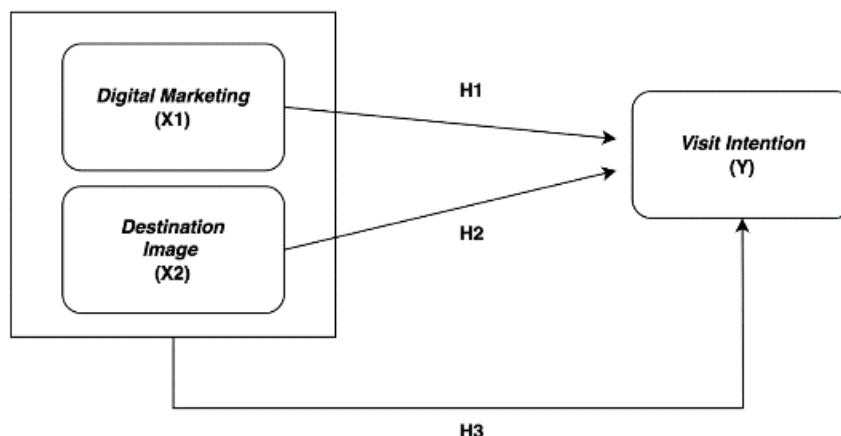 Digital Marketing
(X1)
H1
Visit Intention
(Y)
Destination
Image
(X2)
H2
H3